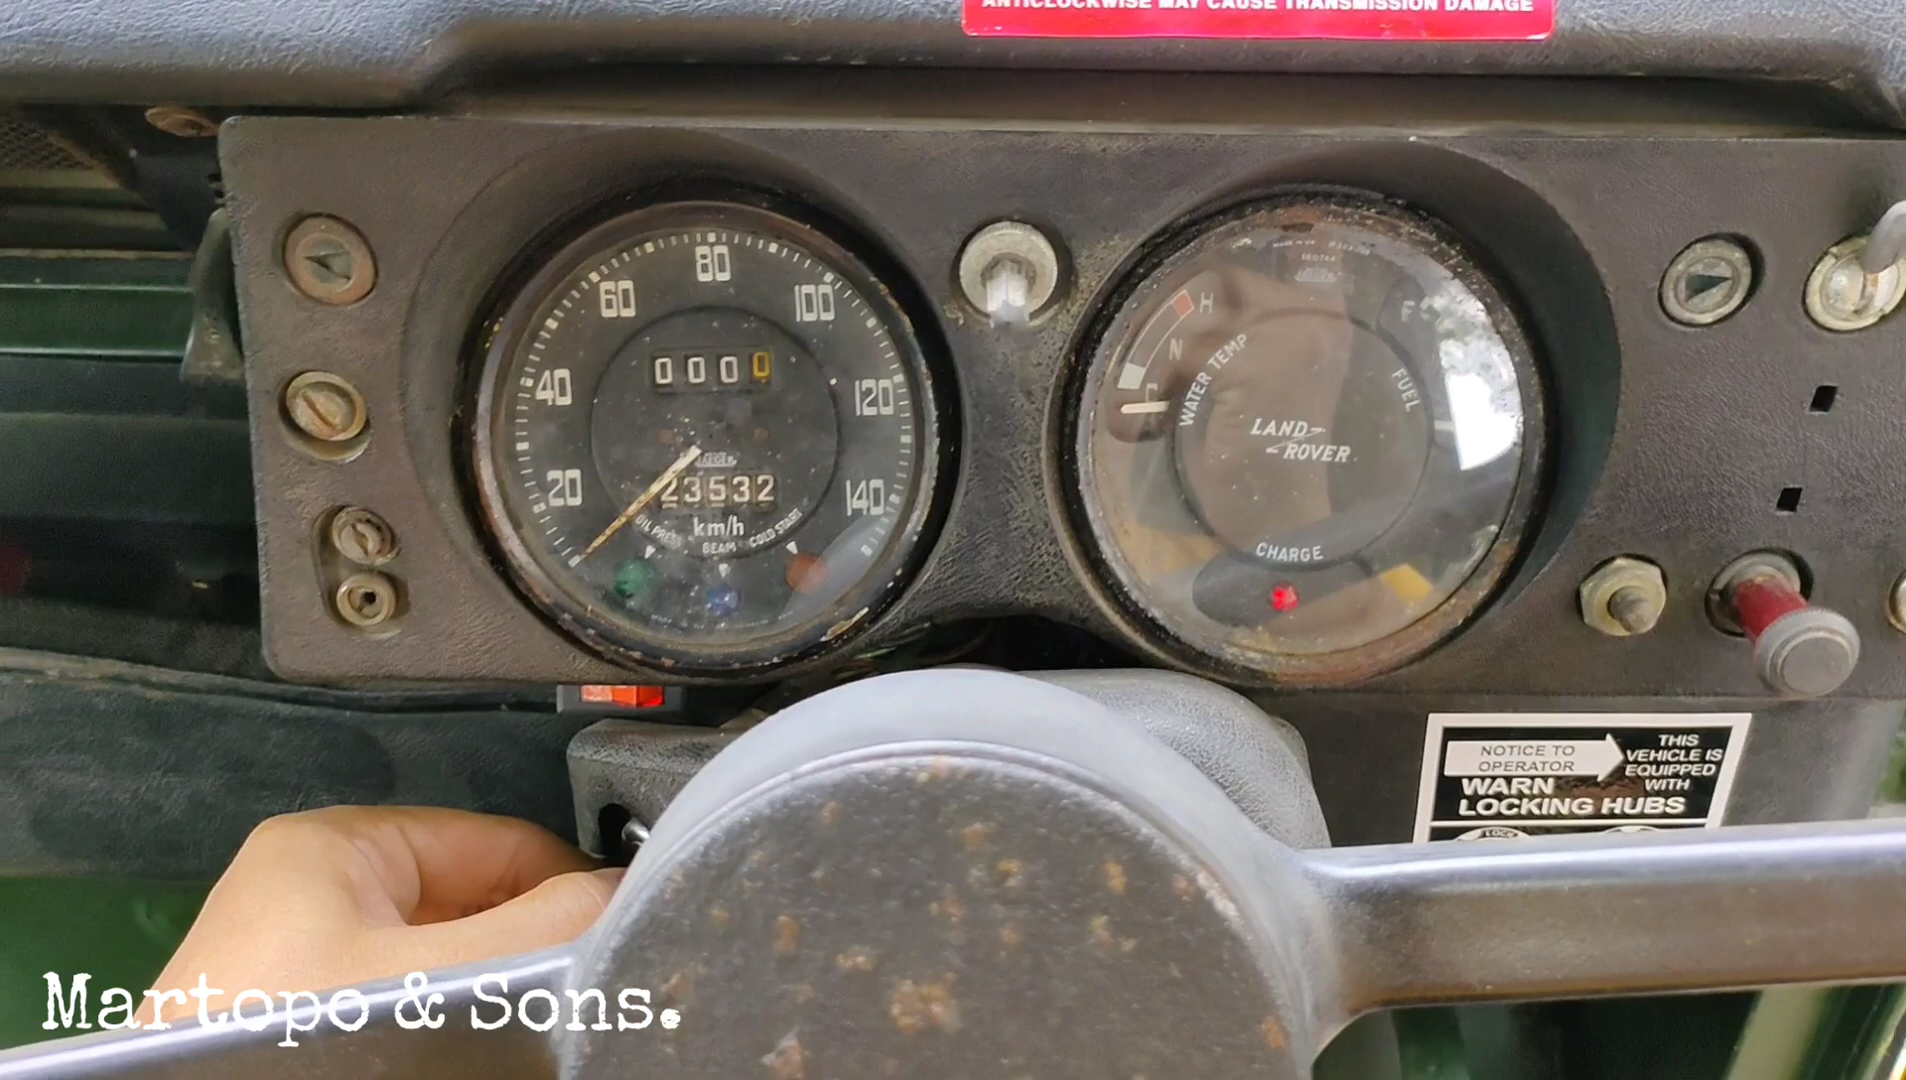 ANTICLOCKWISE MAY CAUSE TRANSMISSION DAMAGE
80
60
100
40
120
20
140
0000
JAEGER
23532
km/h
OIL PRESS
BEAM
COLD START
H
N
C
WATER TEMP
F
FUEL
LAND
ROVER
CHARGE
NOTICE TO
OPERATOR
THIS
VEHICLE IS
EQUIPPED
WITH
WARN
LOCKING HUBS
LOCK
Martopo & Sons.